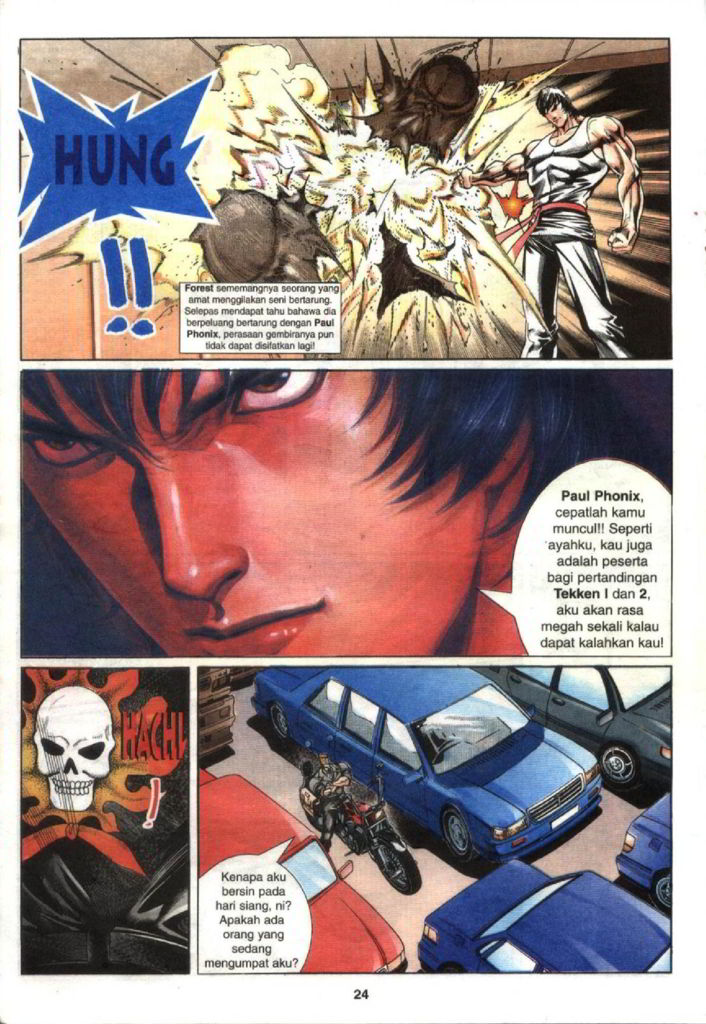 HUNG
!!
Forest sememangnya seorang yang
amat menggilakan seni bertarung.
Selepas mendapat tahu bahawa dia
berpeluang bertarung dengan Paul
Phonix, perasaan gembiranya pun
tidak dapat disifatkan lagi!
Paul Phonix,
cepatlah kamu
muncul!! Seperti
ayahku, kau juga
adalah peserta
bagi pertandingan
Tekken I dan 2,
aku akan rasa
megah sekali kalau
dapat kalahkan kau!
HACHI
!
Kenapa aku
bersin pada
hari siang, ni?
Apakah ada
orang yang
sedang
mengumpat aku?
24